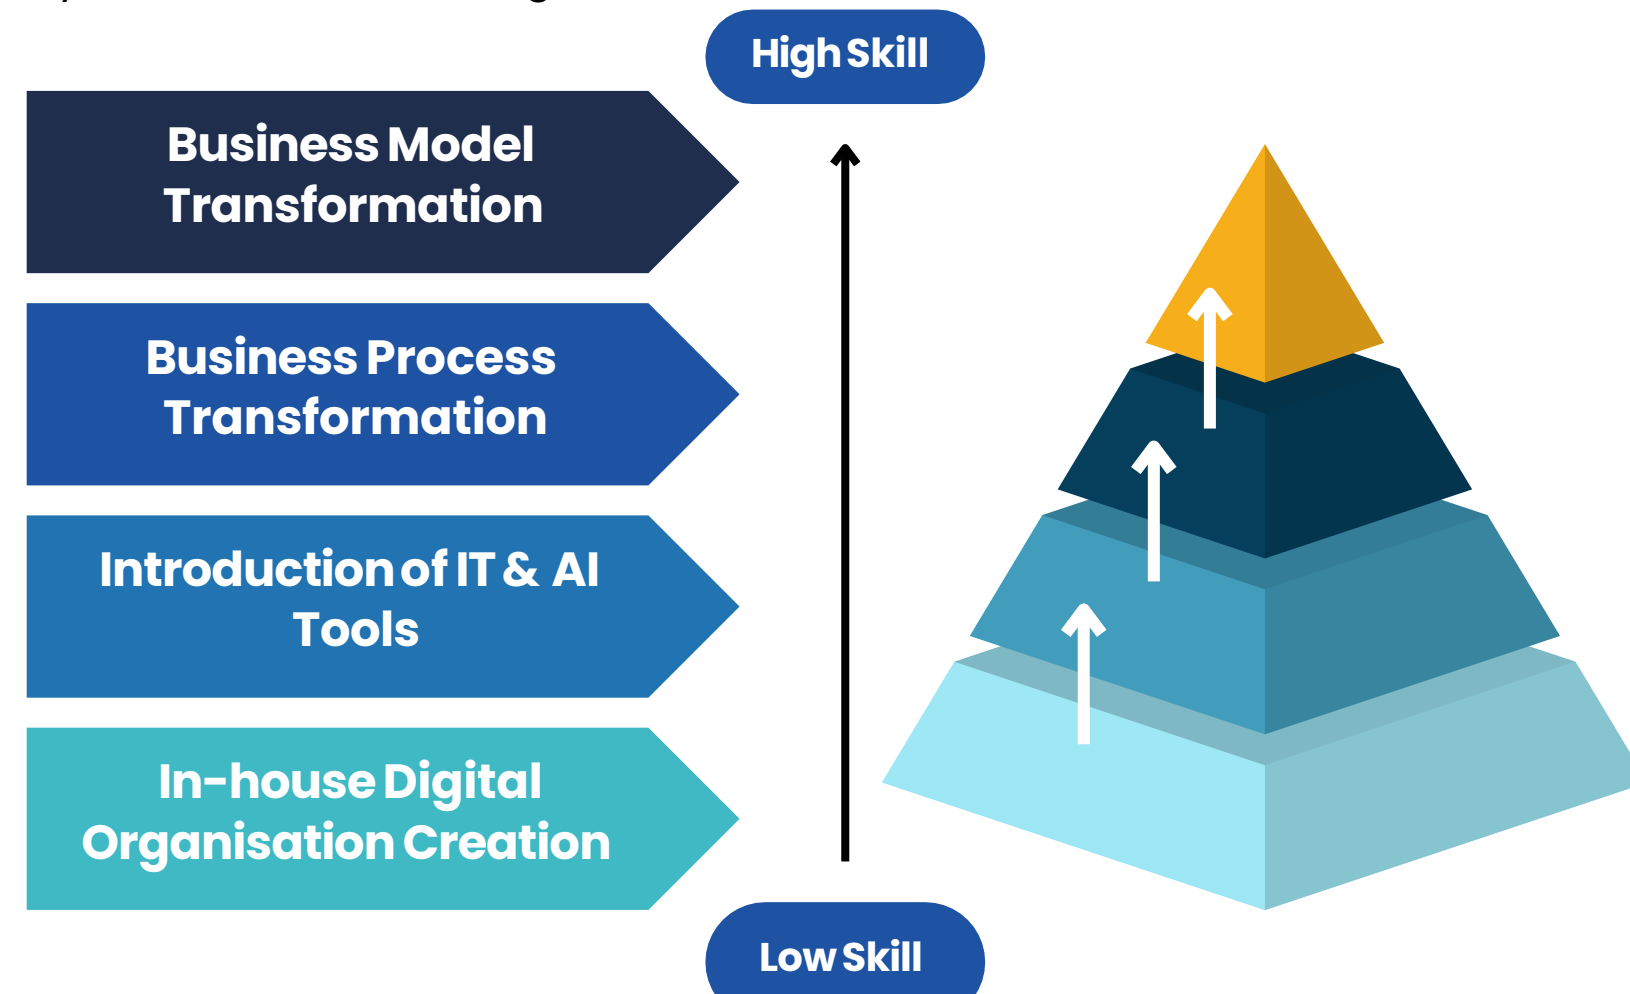 High Skill
Business Model
Transformation
Business Process
Transformation
Introduction of IT & AI
Tools
In-house Digital
Organisation Creation
Low Skill